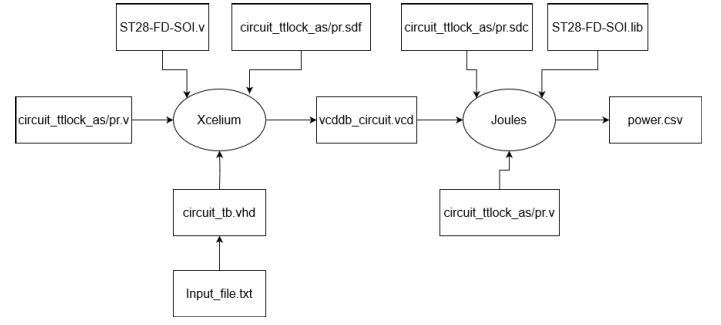 ST28-FD-SOI.v
circuit_ttlock_as/pr.sdf
circuit_ttlock_as/pr.sdc
ST28-FD-SOI.lib
circuit_ttlock_as/pr.v
Xcelium
vcddb_circuit.vcd
Joules
power.csv
circuit_tb.vhd
circuit_ttlock_as/pr.v
Input_file.txt